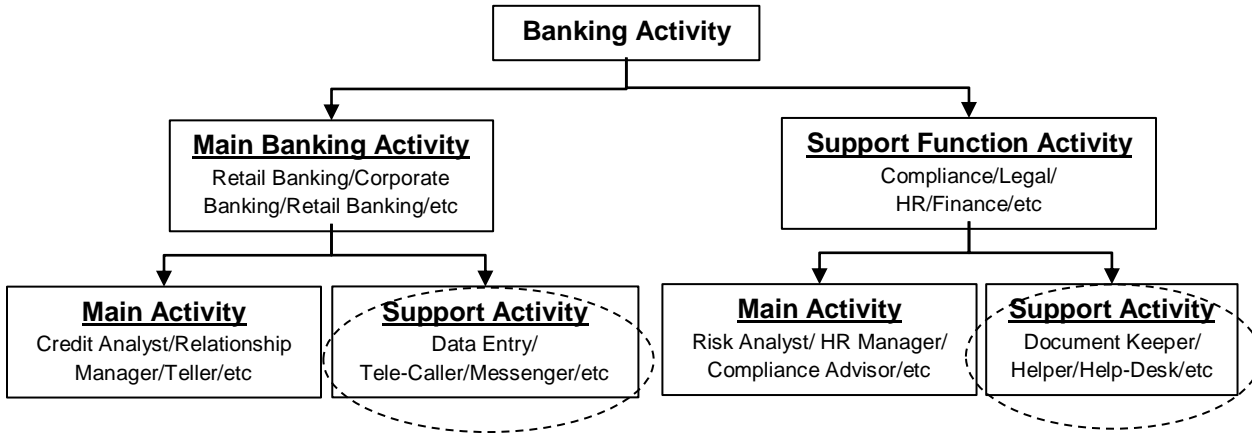 Banking Activity
Main Banking Activity
Retail Banking/Corporate
Banking/Retail Banking/etc
Support Function Activity
Compliance/Legal/
HR/Finance/etc
Main Activity
Credit Analyst/Relationship
Manager/Teller/etc
Support Activity
Data Entry/
Tele-Caller/Messenger/etc
Main Activity
Risk Analyst/ HR Manager/
Compliance Advisor/etc
Support Activity
Document Keeper/
Helper/Help-Desk/etc